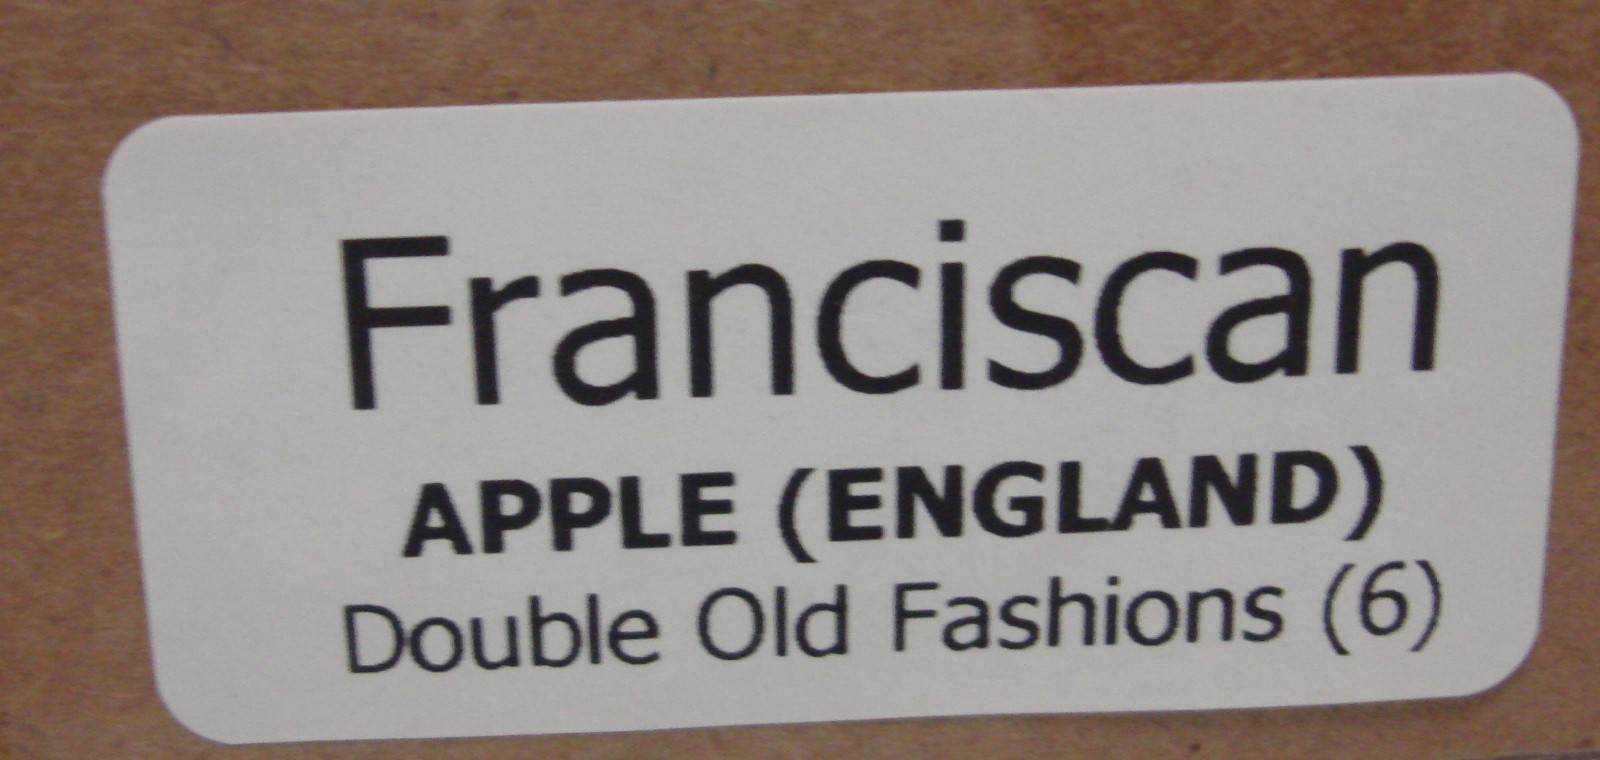 Franciscan
APPLE (ENGLAND)
Double Old Fashions (6)